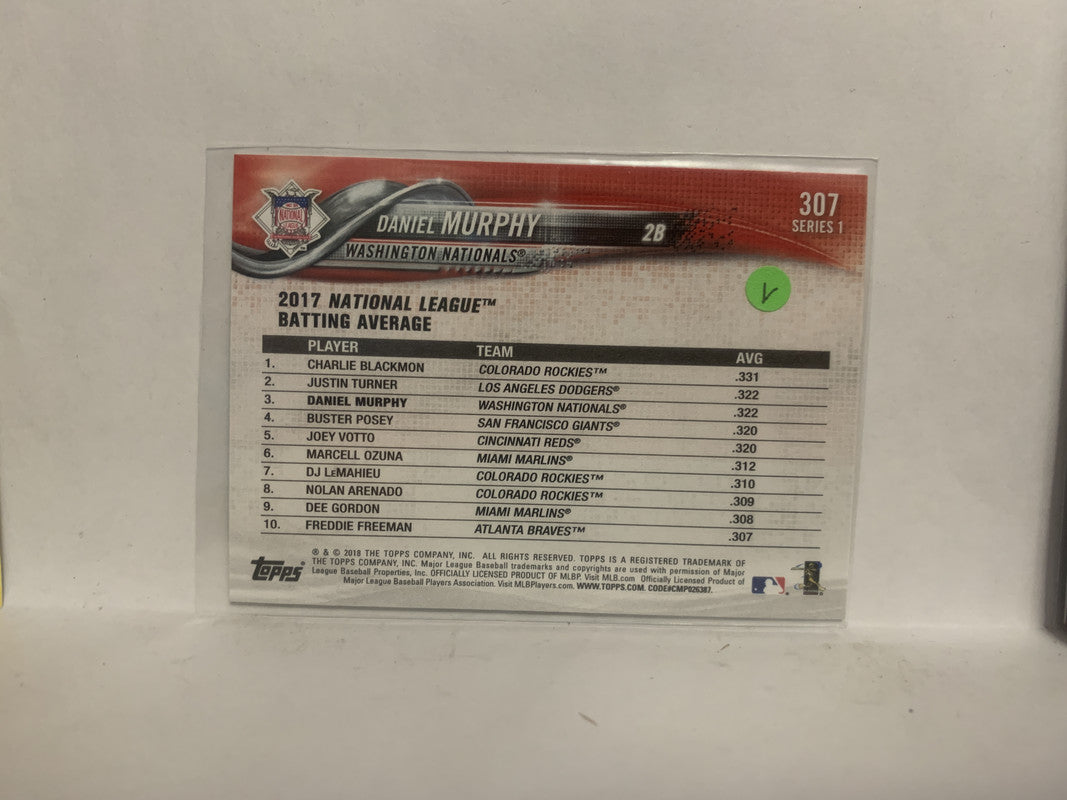 307
SERIES 1
NATIONAL
DANIEL MURPHY
2B
WASHINGTON NATIONALS®
V
2017 NATIONAL LEAGUE™
BATTING AVERAGE
PLAYER TEAM AVG
1. CHARLIE BLACKMON COLORADO ROCKIES™ .331
2. JUSTIN TURNER LOS ANGELES DODGERS® .322
3. DANIEL MURPHY WASHINGTON NATIONALS® .322
4. BUSTER POSEY SAN FRANCISCO GIANTS® .320
5. JOEY VOTTO CINCINNATI REDS® .320
6. MARCELL OZUNA MIAMI MARLINS® .312
7. DJ LEMAHIEU COLORADO ROCKIES™ .310
8. NOLAN ARENADO COLORADO ROCKIES™ .309
9. DEE GORDON MIAMI MARLINS® .308
10. FREDDIE FREEMAN ATLANTA BRAVES™ .307
topps®
® & © 2018 THE TOPPS COMPANY, INC. ALL RIGHTS RESERVED. TOPPS IS A REGISTERED TRADEMARK OF
THE TOPPS COMPANY, INC. Major League Baseball trademarks and copyrights are used with permission of Major
League Baseball Properties, Inc. OFFICIALLY LICENSED PRODUCT OF MLBP. Visit MLB.com Officially Licensed Product of
Major League Baseball Players Association. Visit MLBPlayers.com. WWW.TOPPS.COM. CODE#CMP026387.